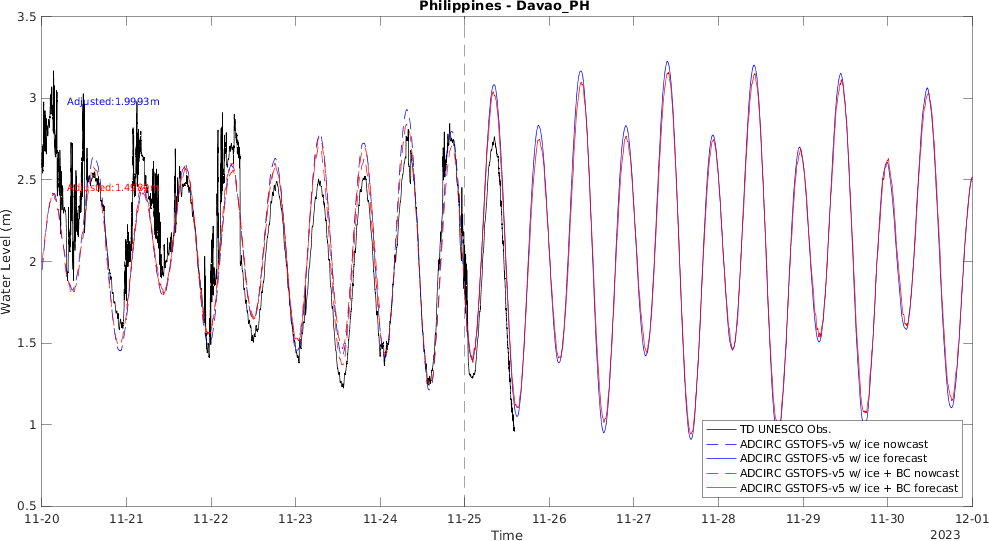 Philippines - Davao_PH
3.5
3
2.5
2
1.5
1
0.5
Water Level (m)
Adjusted:1.9993m
11-20
11-21
11-22
11-23
11-24
11-25
11-26
11-27
11-28
11-29
11-30
12-01
Time
2023
TD UNESCO Obs.
ADCIRC GSTOFS-v5 w/ ice nowcast
ADCIRC GSTOFS-v5 w/ ice forecast
ADCIRC GSTOFS-v5 w/ ice + BC nowcast
ADCIRC GSTOFS-v5 w/ ice + BC forecast